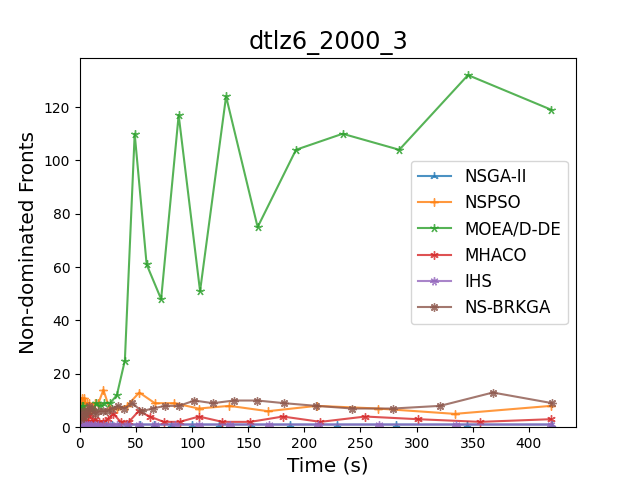 dtlz6_2000_3
Non-dominated Fronts
120
100
80
60
40
20
0
NSGA-II
NSPSO
MOEA/D-DE
MHACO
IHS
NS-BRKGA
0 50 100 150 200 250 300 350 400
Time (s)